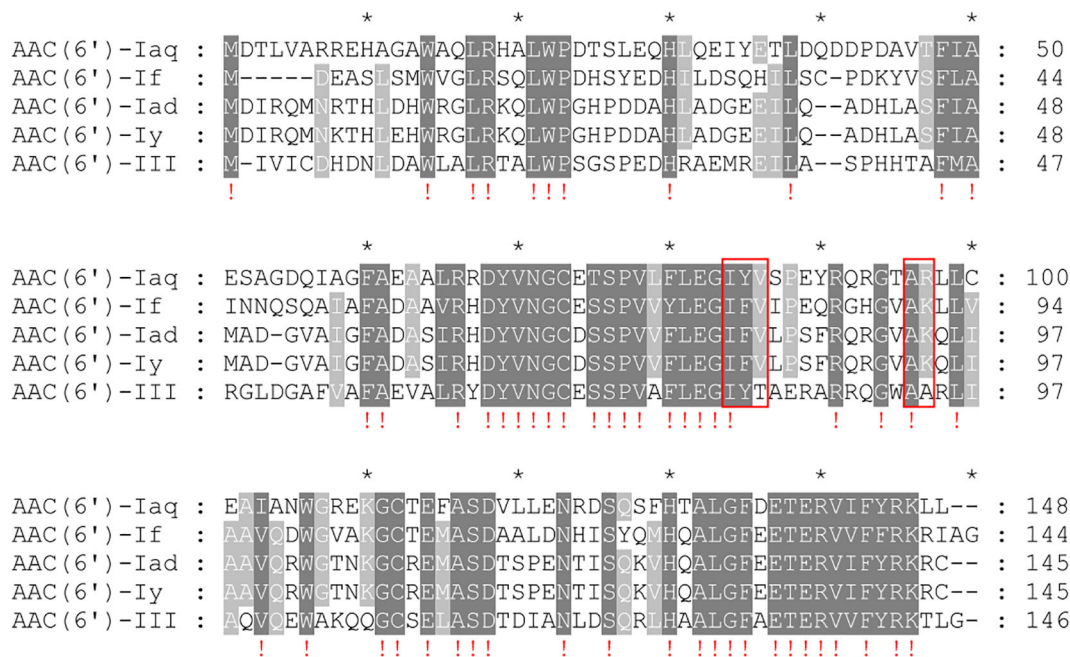 * * * * *
AAC(6')-Iaq : MDTLVARREHAGAWAQLRHALWPDTSLEQHLQEIYETLDQDDPDAVTFIA : 50
AAC(6')-If : M-----DEASLSMWVGLRSQLWPDHSYEDHILDSQHILSC-PDKYVSFLA : 44
AAC(6')-Iad : MDIRQMNRTHLDHWRGLRKQLWPGHPDDAHLADGEEILQ--ADHLASFIA : 48
AAC(6')-Iy : MDIRQMNKTHLEHWRGLRKQLWPGHPDDAHLADGEEILQ--ADHLASFIA : 48
AAC(6')-III : M-IVICDHDNLDAWLALRTALWPSGSPEDHRAEMREILA--SPHHTAFMA : 47
! ! !! !!! ! ! ! !
* * * * *
AAC(6')-Iaq : ESAGDQIAGFAEAALRRDYVNGCETSPVLFLEGIYVSPEYRQRGTARLLC : 100
AAC(6')-If : INNQSQAIAFADAAVRHDYVNGCESSPVVYLEGIFVIPEQRGHGVAKLLV : 94
AAC(6')-Iad : MAD-GVAIGFADASIRHDYVNGCDSSPVVYLEGIFVLPSFRQRGVAKQLI : 97
AAC(6')-Iy : MAD-GVAIGFADASIRHDYVNGCDSSPVVYLEGIFVLPSFRQRGVAKQLI : 97
AAC(6')-III : RGLDGAFVAFAEVALRYDYVNGCESSPVAFLEGIYTAERARRQGWAARLI : 97
!! ! !!!!!! !!!! !!!!! ! ! ! !
* * * * *
AAC(6')-Iaq : EAIANWGREKGCTEFASDVLLENRDSQSFHTALGFDETERVIFYRKLL-- : 148
AAC(6')-If : AAVQDWGVAKGCTEMASDAALDNHISYQMHQALGFEETERVVFFRKRIAG : 144
AAC(6')-Iad : AAVQRWGTNKGCREMASDTSPENTISQKVHQALGFEETERVIFYRKRC-- : 145
AAC(6')-Iy : AAVQRWGTNKGCREMASDTSPENTISQKVHQALGFEETERVIFYRKRC-- : 145
AAC(6')-III : AQVQEWAKQQGCSELASDTDIANLDSQRLHAALGFAETERVVFYRKTLG- : 146
! ! !! ! !!! ! ! ! !!!! !!!!!!!!!!